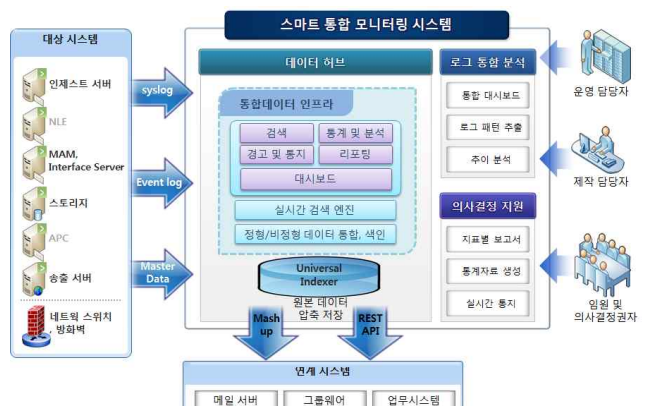 스마트 통합 모니터링 시스템
대상 시스템
인제스트 서버
NLE
MAM,
Interface Server
스토리지
APC
송출 서버
네트웍 스위치
, 방화벽
syslog
Event log
Master
Data
데이터 허브
통합데이터 인프라
검색
통계 및 분석
경고 및 통지
리포팅
대시보드
실시간 검색 엔진
정형/비정형 데이터 통합, 색인
Universal
Indexer
원본 데이터
압축 저장
Mash
up
REST
API
로그 통합 분석
통합 대시보드
로그 패턴 추출
추이 분석
의사결정 지원
지표별 보고서
통계자료 생성
실시간 통지
운영 담당자
제작 담당자
임원 및
의사결정권자
연계 시스템
메일 서버
그룹웨어
업무시스템